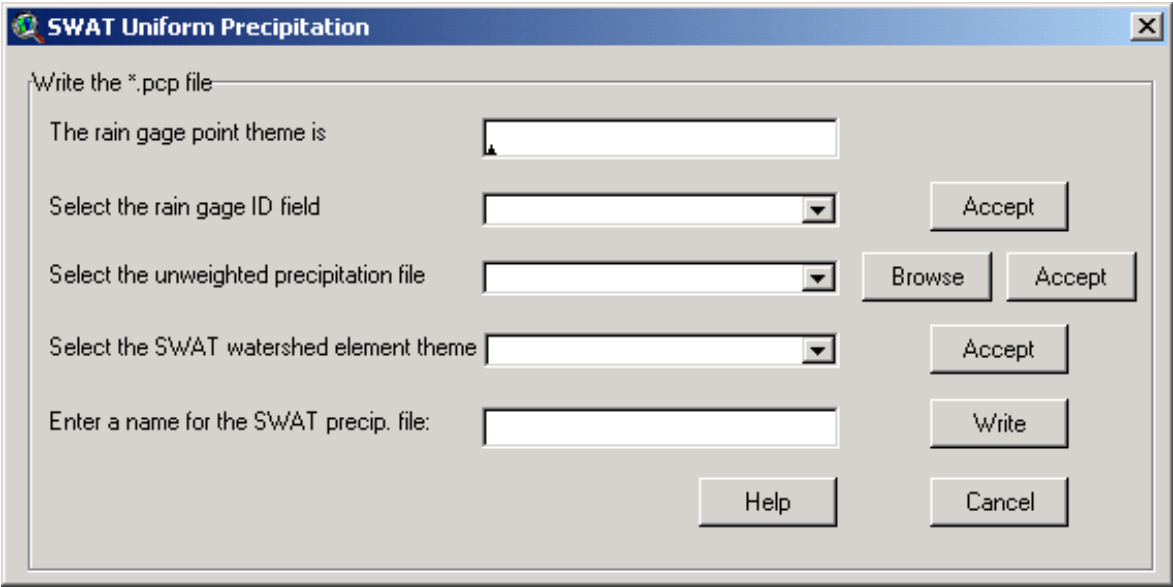 SWAT Uniform Precipitation
Write the *.pcp file
The rain gage point theme is
Select the rain gage ID field
Accept
Select the unweighted precipitation file
Browse
Accept
Select the SWAT watershed element theme
Accept
Enter a name for the SWAT precip. file:
Write
Help
Cancel